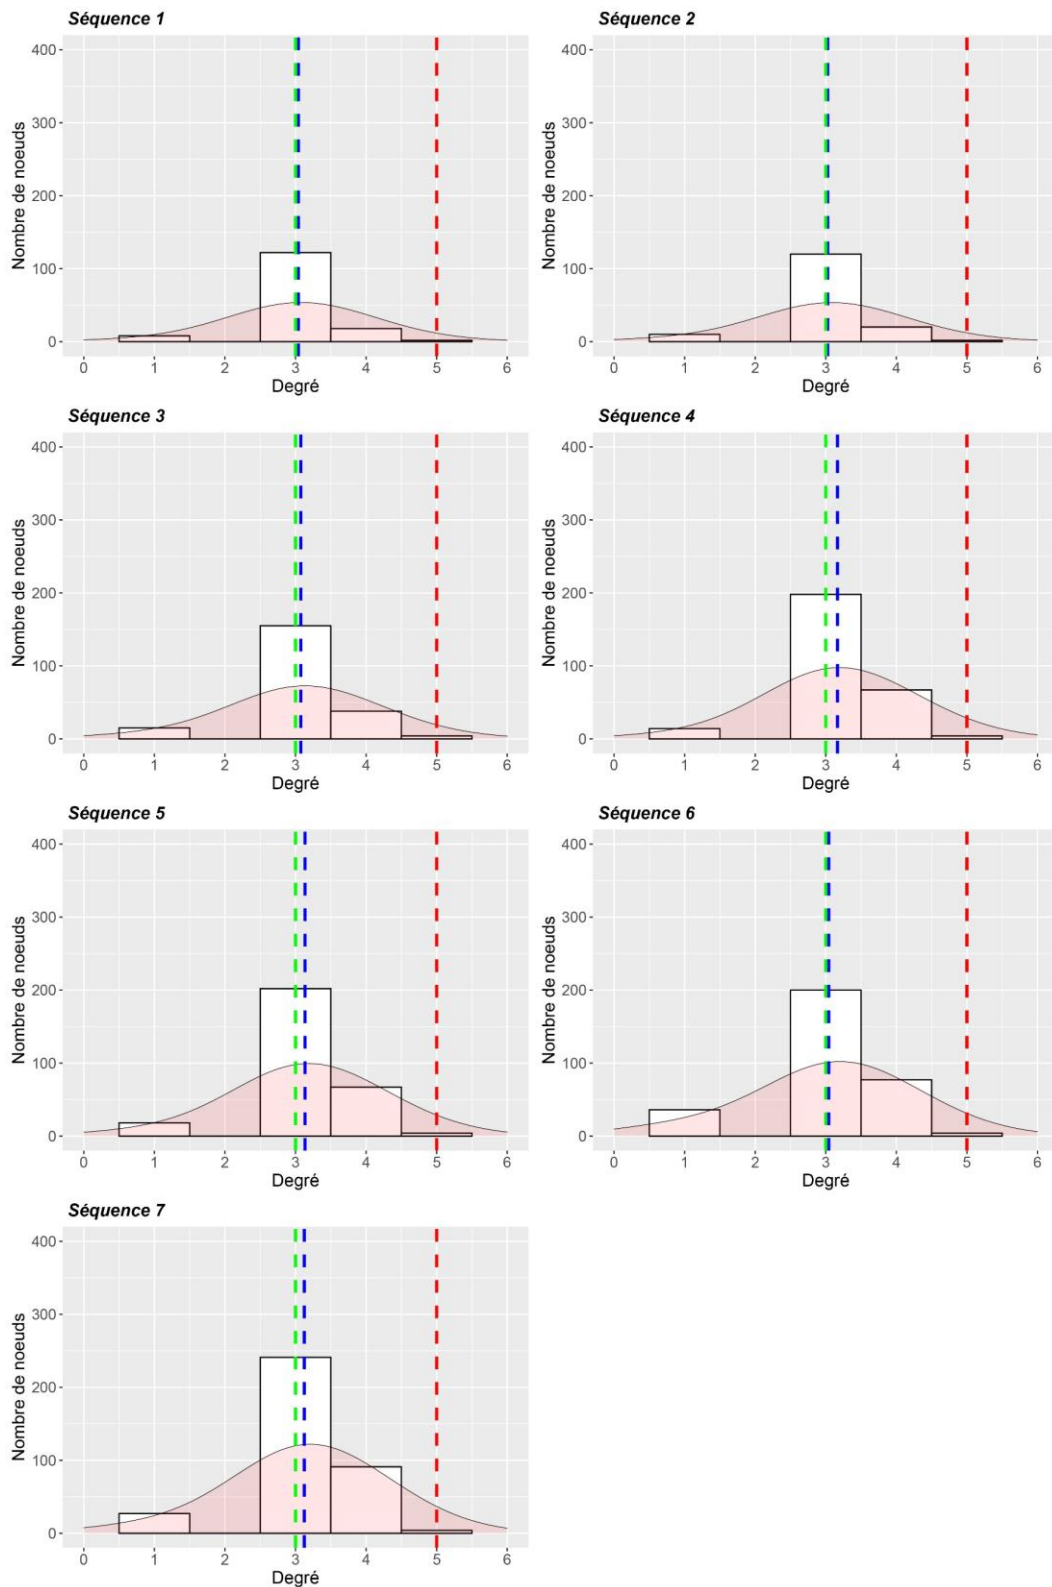 Séquence 1
Nombre de noeuds
400
300
200
100
0
0 1 2 3 4 5 6
Degré
Séquence 2
Nombre de noeuds
400
300
200
100
0
0 1 2 3 4 5 6
Degré
Séquence 3
Nombre de noeuds
400
300
200
100
0
0 1 2 3 4 5 6
Degré
Séquence 4
Nombre de noeuds
400
300
200
100
0
0 1 2 3 4 5 6
Degré
Séquence 5
Nombre de noeuds
400
300
200
100
0
0 1 2 3 4 5 6
Degré
Séquence 6
Nombre de noeuds
400
300
200
100
0
0 1 2 3 4 5 6
Degré
Séquence 7
Nombre de noeuds
400
300
200
100
0
0 1 2 3 4 5 6
Degré